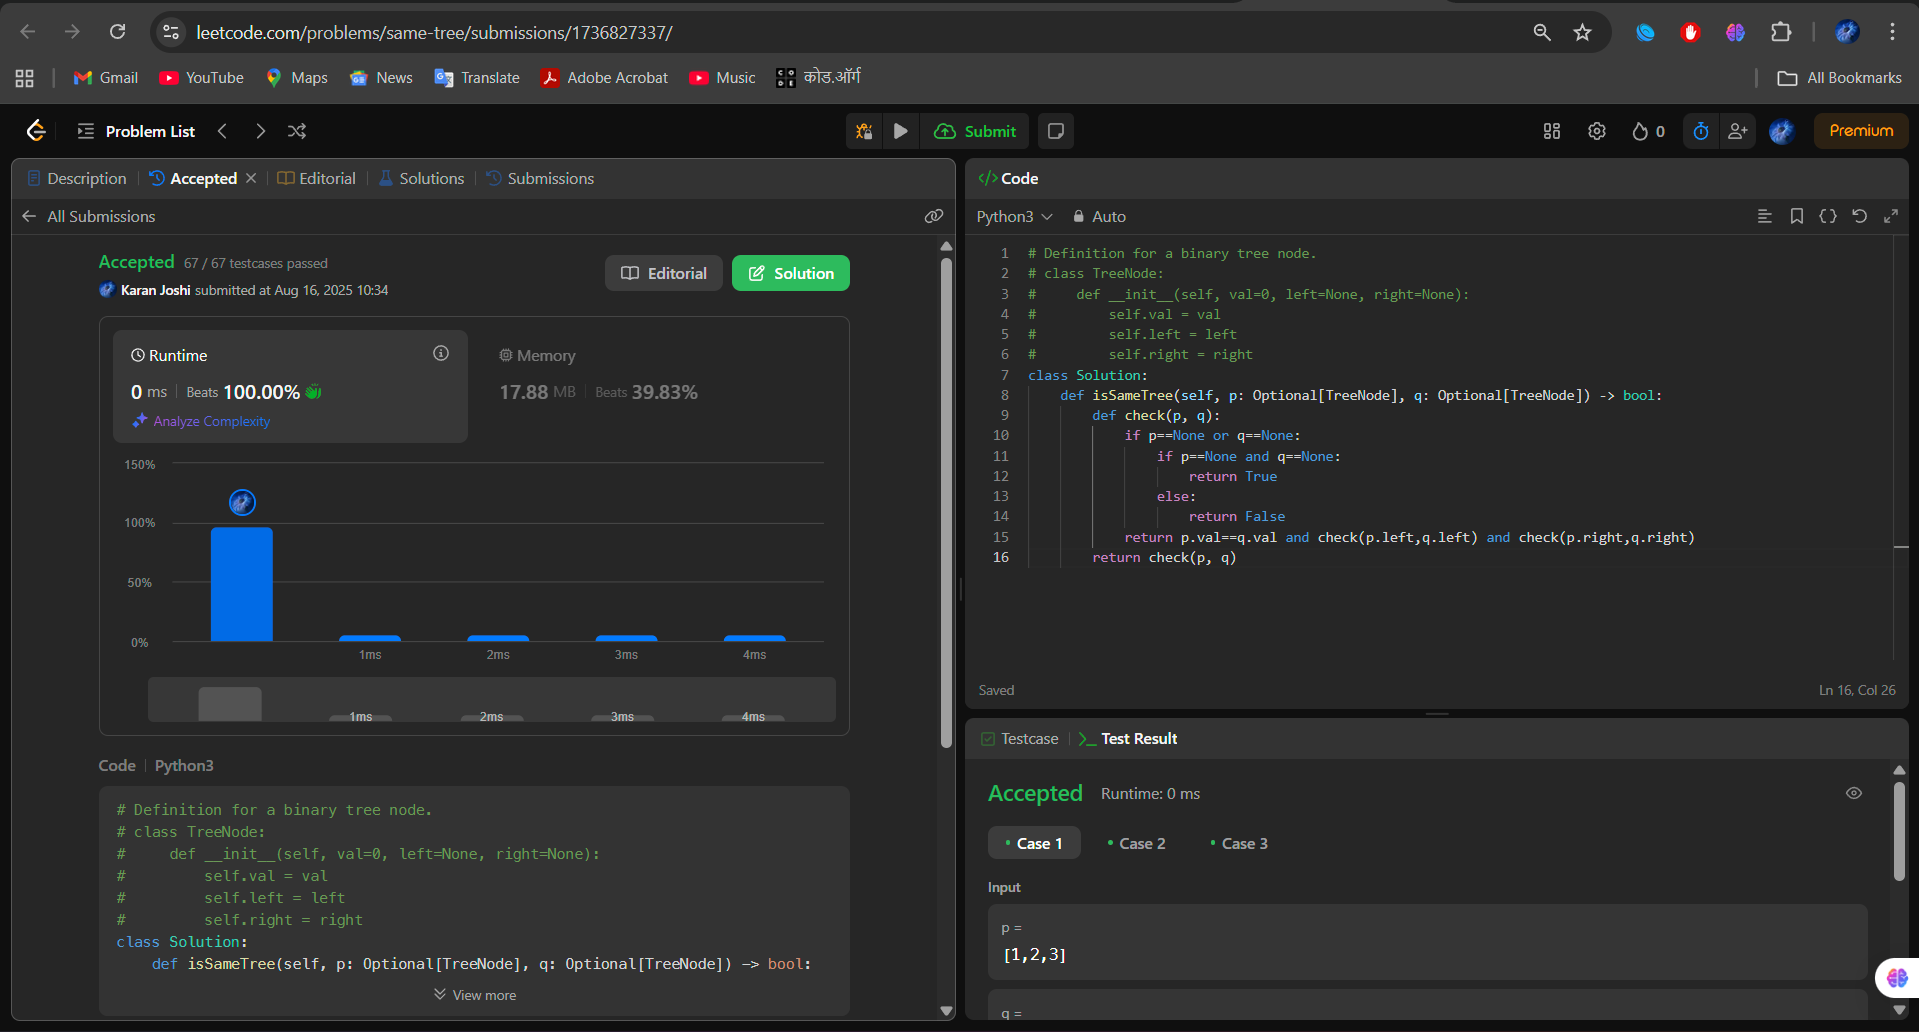 leetcode.com/problems/same-tree/submissions/1736827337/
Gmail YouTube Maps News Translate Adobe Acrobat Music कोड.ऑर्ग All Bookmarks
Problem List Submit 0 Premium
Description Accepted Editorial Solutions Submissions
All Submissions
Accepted 67 / 67 testcases passed
Karan Joshi submitted at Aug 16, 2025 10:34
Editorial Solution
Runtime
0 ms Beats 100.00%
Analyze Complexity
Memory
17.88 MB Beats 39.83%
150%
100%
50%
0%
1ms 2ms 3ms 4ms
1ms 2ms 3ms 4ms
Code Python3
# Definition for a binary tree node.
# class TreeNode:
#     def __init__(self, val=0, left=None, right=None):
#         self.val = val
#         self.left = left
#         self.right = right
class Solution:
    def isSameTree(self, p: Optional[TreeNode], q: Optional[TreeNode]) -> bool:
View more
</> Code
Python3 Auto
1 # Definition for a binary tree node.
2 # class TreeNode:
3 #     def __init__(self, val=0, left=None, right=None):
4 #         self.val = val
5 #         self.left = left
6 #         self.right = right
7 class Solution:
8     def isSameTree(self, p: Optional[TreeNode], q: Optional[TreeNode]) -> bool:
9         def check(p, q):
10             if p==None or q==None:
11                 if p==None and q==None:
12                     return True
13                 else:
14                     return False
15             return p.val==q.val and check(p.left,q.left) and check(p.right,q.right)
16         return check(p, q)
Saved Ln 16, Col 26
Testcase Test Result
Accepted Runtime: 0 ms
Case 1 Case 2 Case 3
Input
p =
[1,2,3]
q =